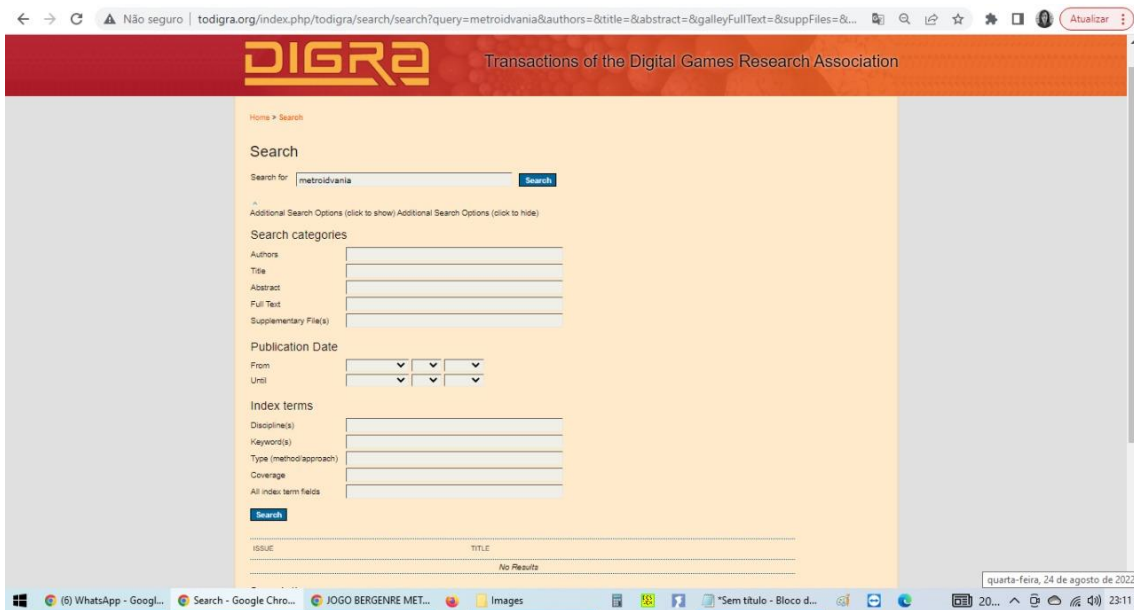 Não seguro | todigra.org/index.php/todigra/search/search?query=metroidvania&authors=&title=&abstract=&galleyFullText=&suppFiles=&... Atualizar
DIGRA Transactions of the Digital Games Research Association
Home > Search
Search
Search for metroidvania Search
Additional Search Options (click to show) Additional Search Options (click to hide)
Search categories
Authors
Title
Abstract
Full Text
Supplementary File(s)
Publication Date
From
Until
Index terms
Discipline(s)
Keyword(s)
Type (method/approach)
Coverage
All index term fields
Search
ISSUE TITLE
No Results
quarta-feira, 24 de agosto de 2022
(6) WhatsApp - Googl... Search - Google Chro... JOGO BERGENRE MET... Images *Sem título - Bloco d... 20... 23:11